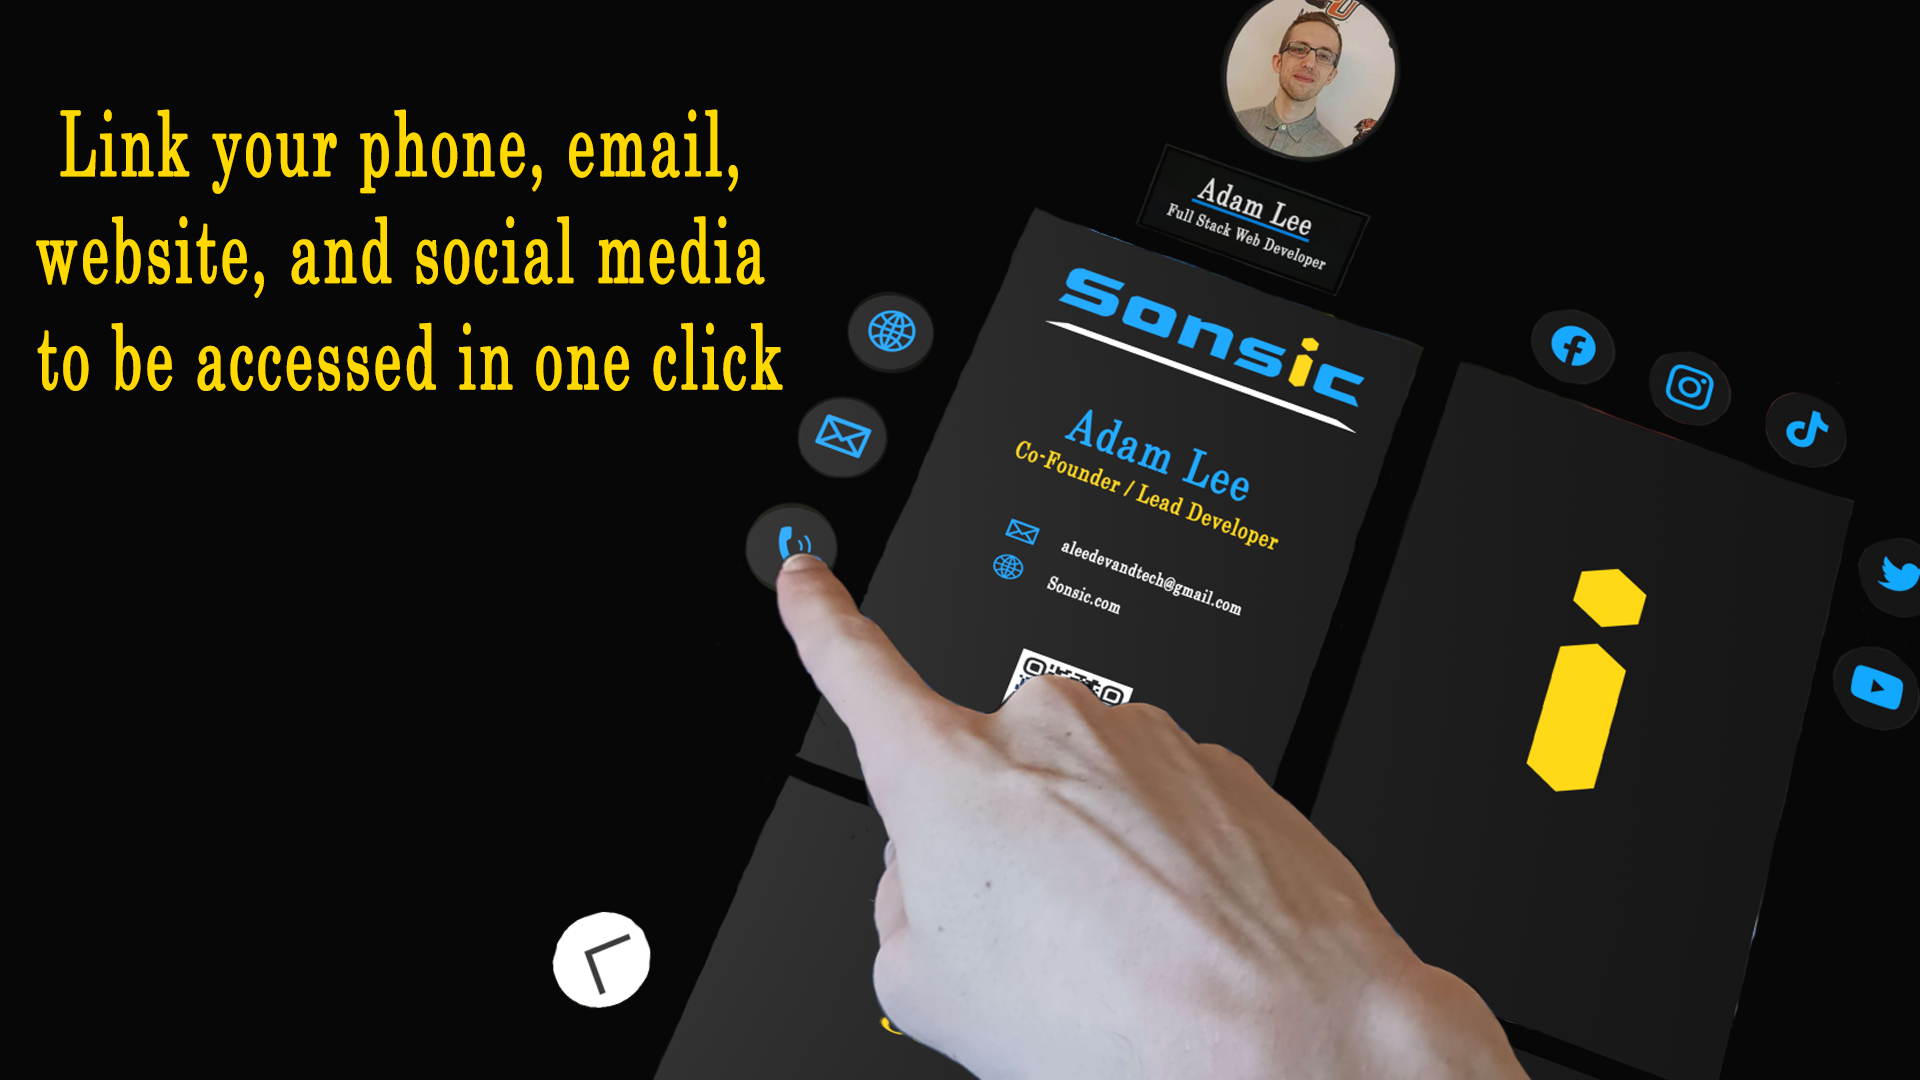 Link your phone, email,
website, and social media
to be accessed in one click
Adam Lee
Full Stack Web Developer
Sonsic
Adam Lee
Co-Founder / Lead Developer
aleedevandtech@gmail.com
Sonsic.com
i